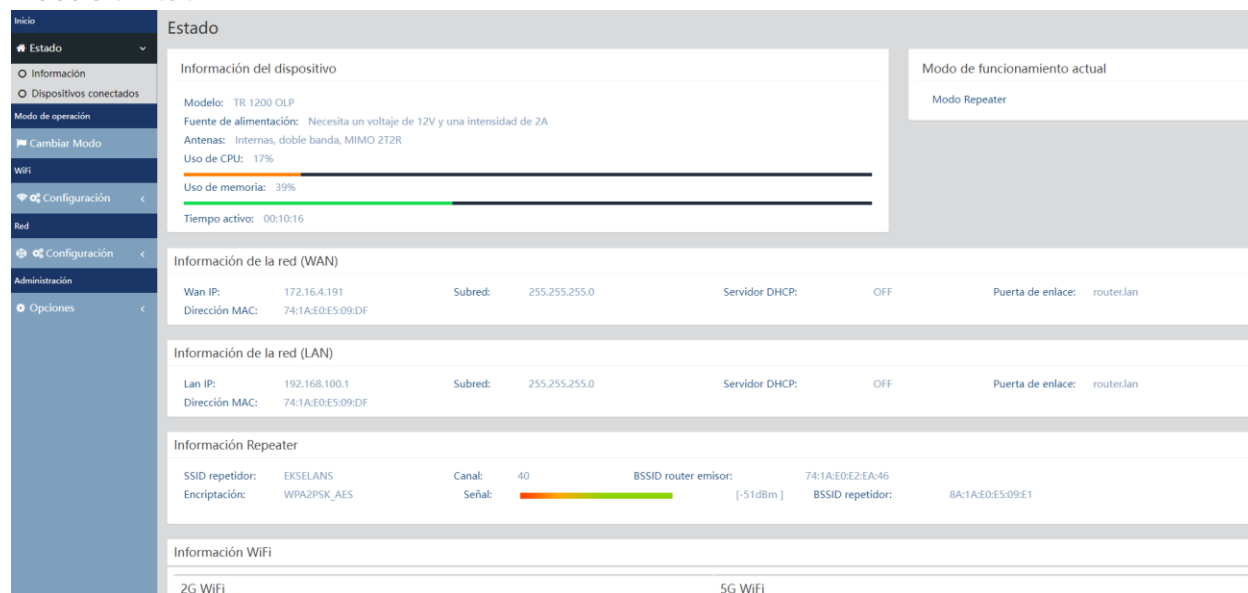 Inicio
Estado
Información
Dispositivos conectados
Modo de operación
Cambiar Modo
WiFi
Configuración
Red
Configuración
Administración
Opciones
Estado
Información del dispositivo
Modelo: TR 1200 OLP
Fuente de alimentación: Necesita un voltaje de 12V y una intensidad de 2A
Antenas: Internas, doble banda, MIMO 2T2R
Uso de CPU: 17%
Uso de memoria: 39%
Tiempo activo: 00:10:16
Modo de funcionamiento actual
Modo Repeater
Información de la red (WAN)
Wan IP: 172.16.4.191 Subred: 255.255.255.0 Servidor DHCP: OFF Puerta de enlace: router.lan
Dirección MAC: 74:1A:E0:E5:09:DF
Información de la red (LAN)
Lan IP: 192.168.100.1 Subred: 255.255.255.0 Servidor DHCP: OFF Puerta de enlace: router.lan
Dirección MAC: 74:1A:E0:E5:09:DF
Información Repeater
SSID repetidor: EKSELANS Canal: 40 BSSID router emisor: 74:1A:E0:E2:EA:46
Encriptación: WPA2PSK_AES Señal: [-51dBm ] BSSID repetidor: 8A:1A:E0:E5:09:E1
Información WiFi
2G WiFi 5G WiFi